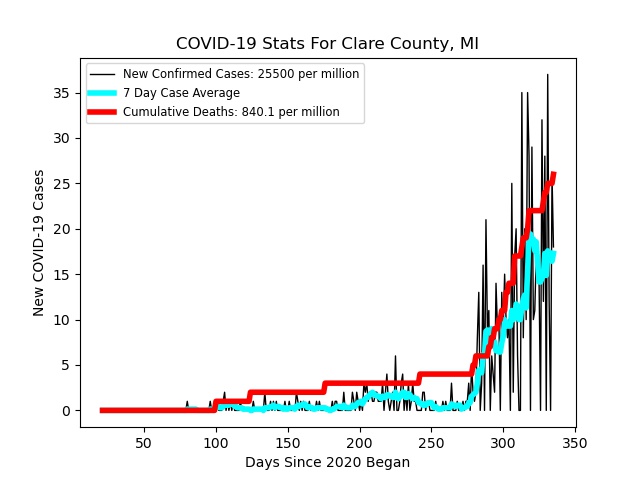 COVID-19 Stats For Clare County, MI
New Confirmed Cases: 25500 per million
7 Day Case Average
Cumulative Deaths: 840.1 per million
New COVID-19 Cases
35
30
25
20
15
10
5
0
50 100 150 200 250 300 350
Days Since 2020 Began